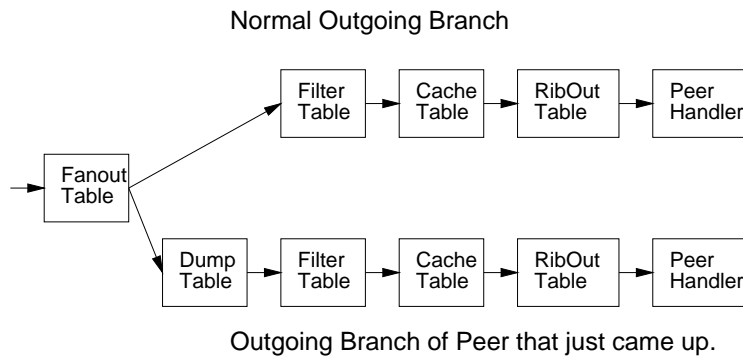 Normal Outgoing Branch
Filter
Table
Cache
Table
RibOut
Table
Peer
Handler
Fanout
Table
Dump
Table
Filter
Table
Cache
Table
RibOut
Table
Peer
Handler
Outgoing Branch of Peer that just came up.